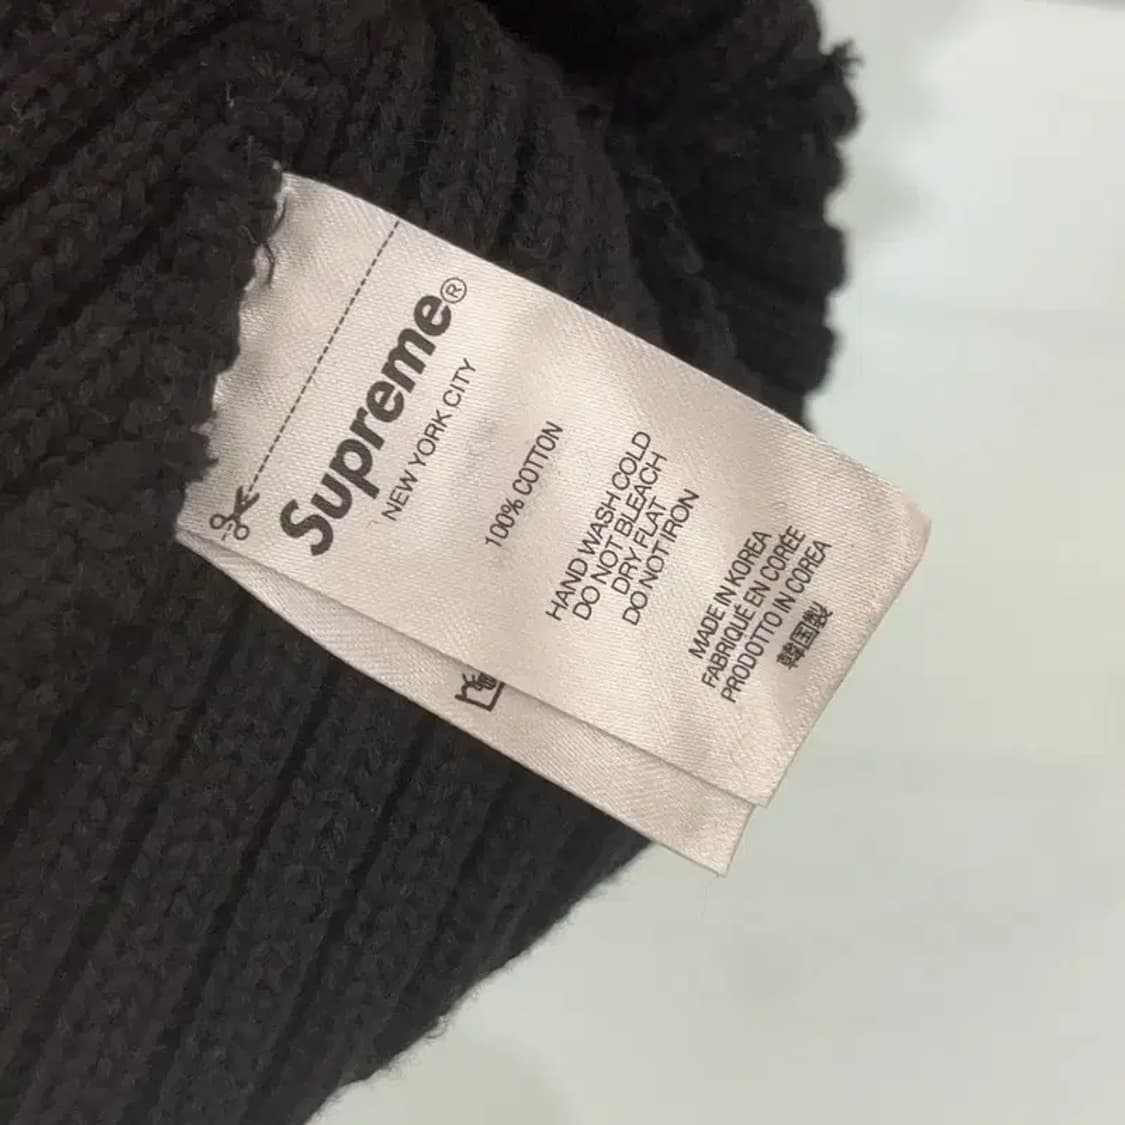 Supreme®
NEW YORK CITY
100% COTTON
HAND WASH COLD
DO NOT BLEACH
DRY FLAT
DO NOT IRON
MADE IN KOREA
FABRIQUÉ EN CORÉE
PRODOTTO IN COREA
韓国製